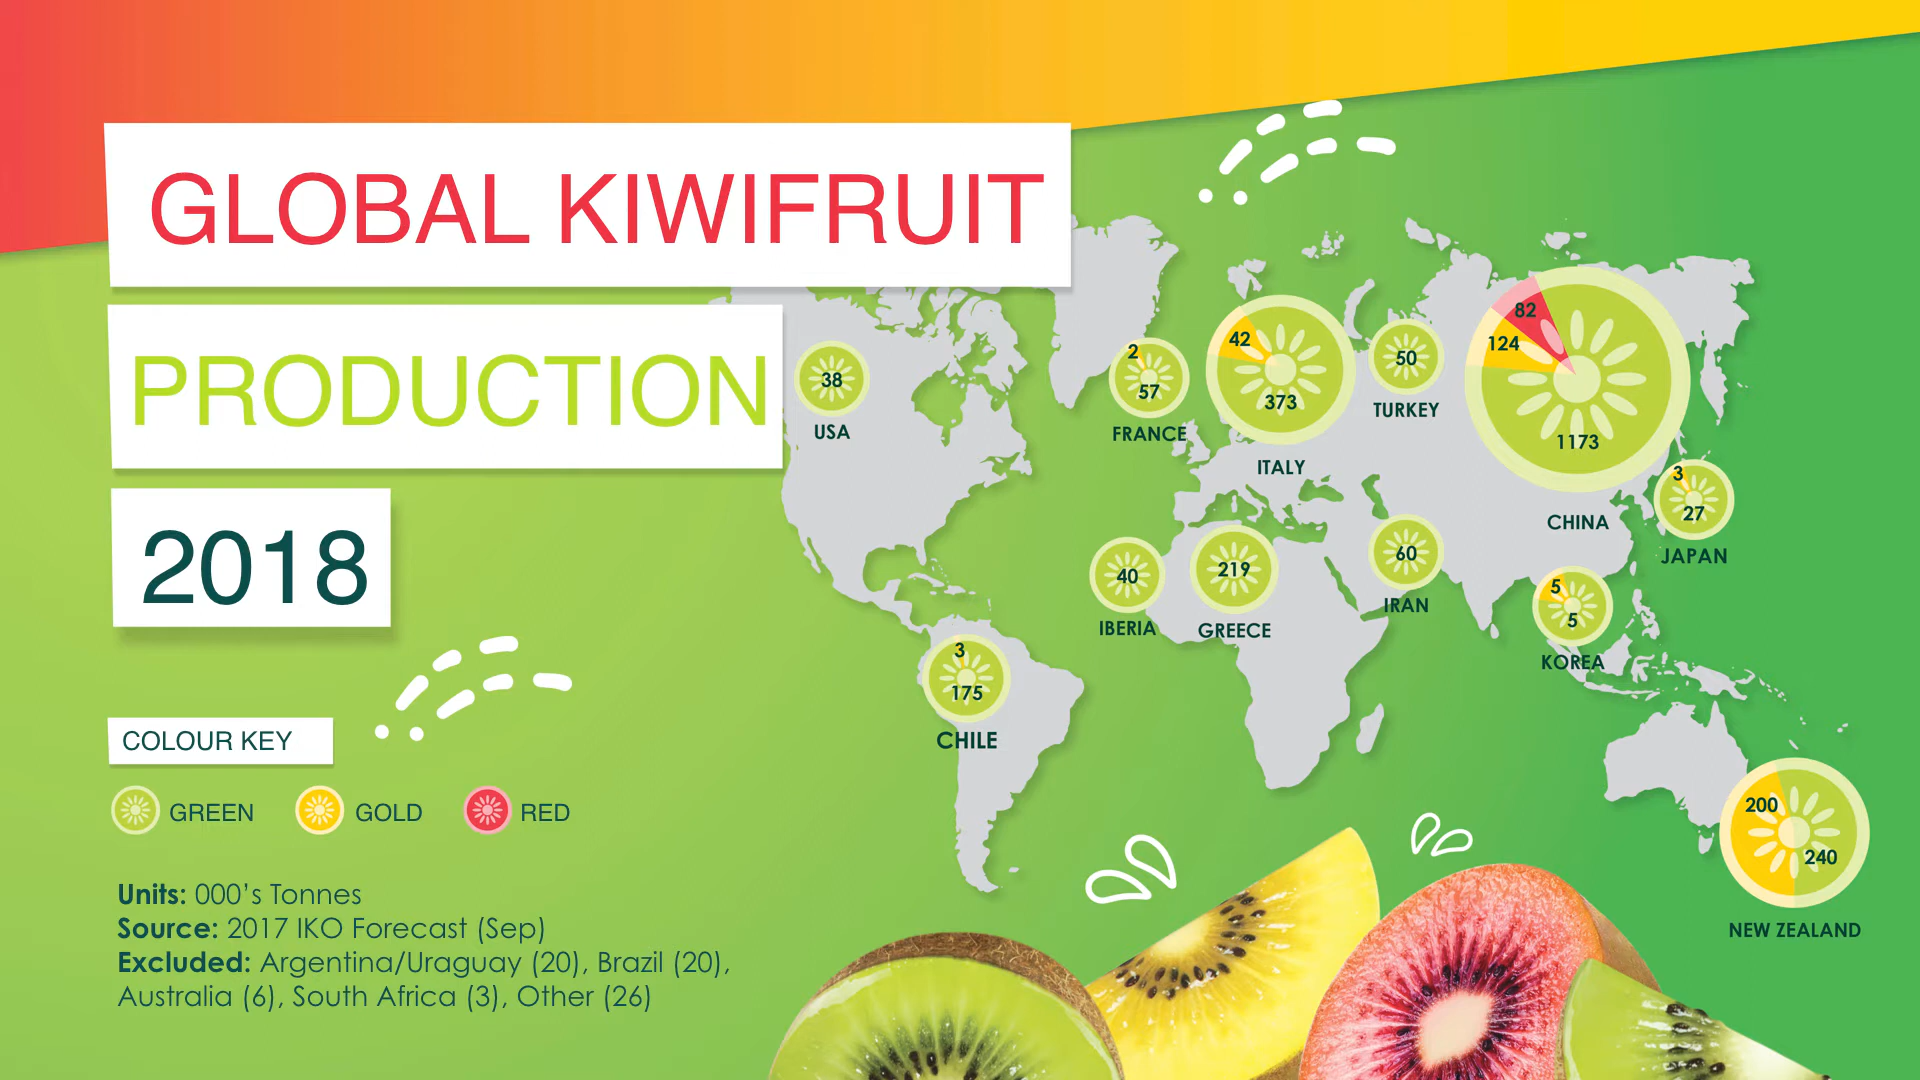 GLOBAL KIWIFRUIT
PRODUCTION
2018
COLOUR KEY
GREEN
GOLD
RED
Units: 000's Tonnes
Source: 2017 IKO Forecast (Sep)
Excluded: Argentina/Uraguay (20), Brazil (20),
Australia (6), South Africa (3), Other (26)
38
USA
2
57
FRANCE
42
373
ITALY
50
TURKEY
82
124
1173
CHINA
3
27
JAPAN
40
IBERIA
219
GREECE
60
IRAN
5
5
KOREA
3
175
CHILE
200
240
NEW ZEALAND